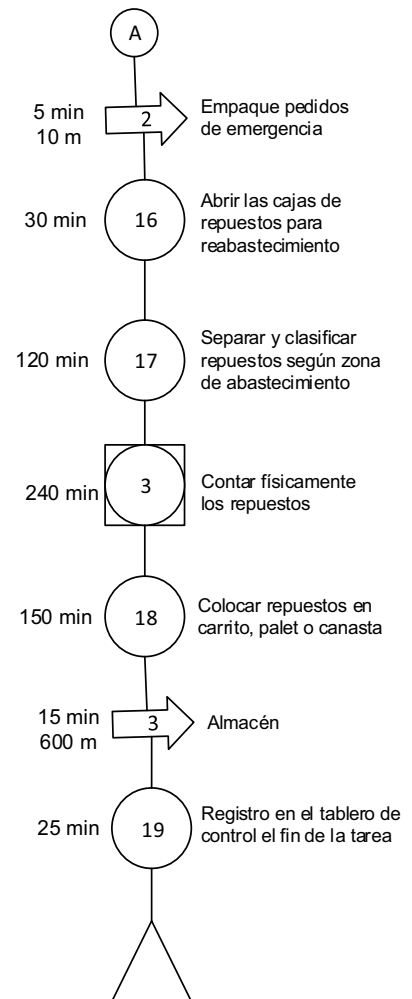 A
5 min
10 m
2
Empaque pedidos
de emergencia
30 min
16
Abrir las cajas de
repuestos para
reabastecimiento
120 min
17
Separar y clasificar
repuestos según zona
de abastecimiento
240 min
3
Contar físicamente
los repuestos
150 min
18
Colocar repuestos en
carrito, palet o canasta
15 min
600 m
3
Almacén
25 min
19
Registro en el tablero de
control el fin de la tarea